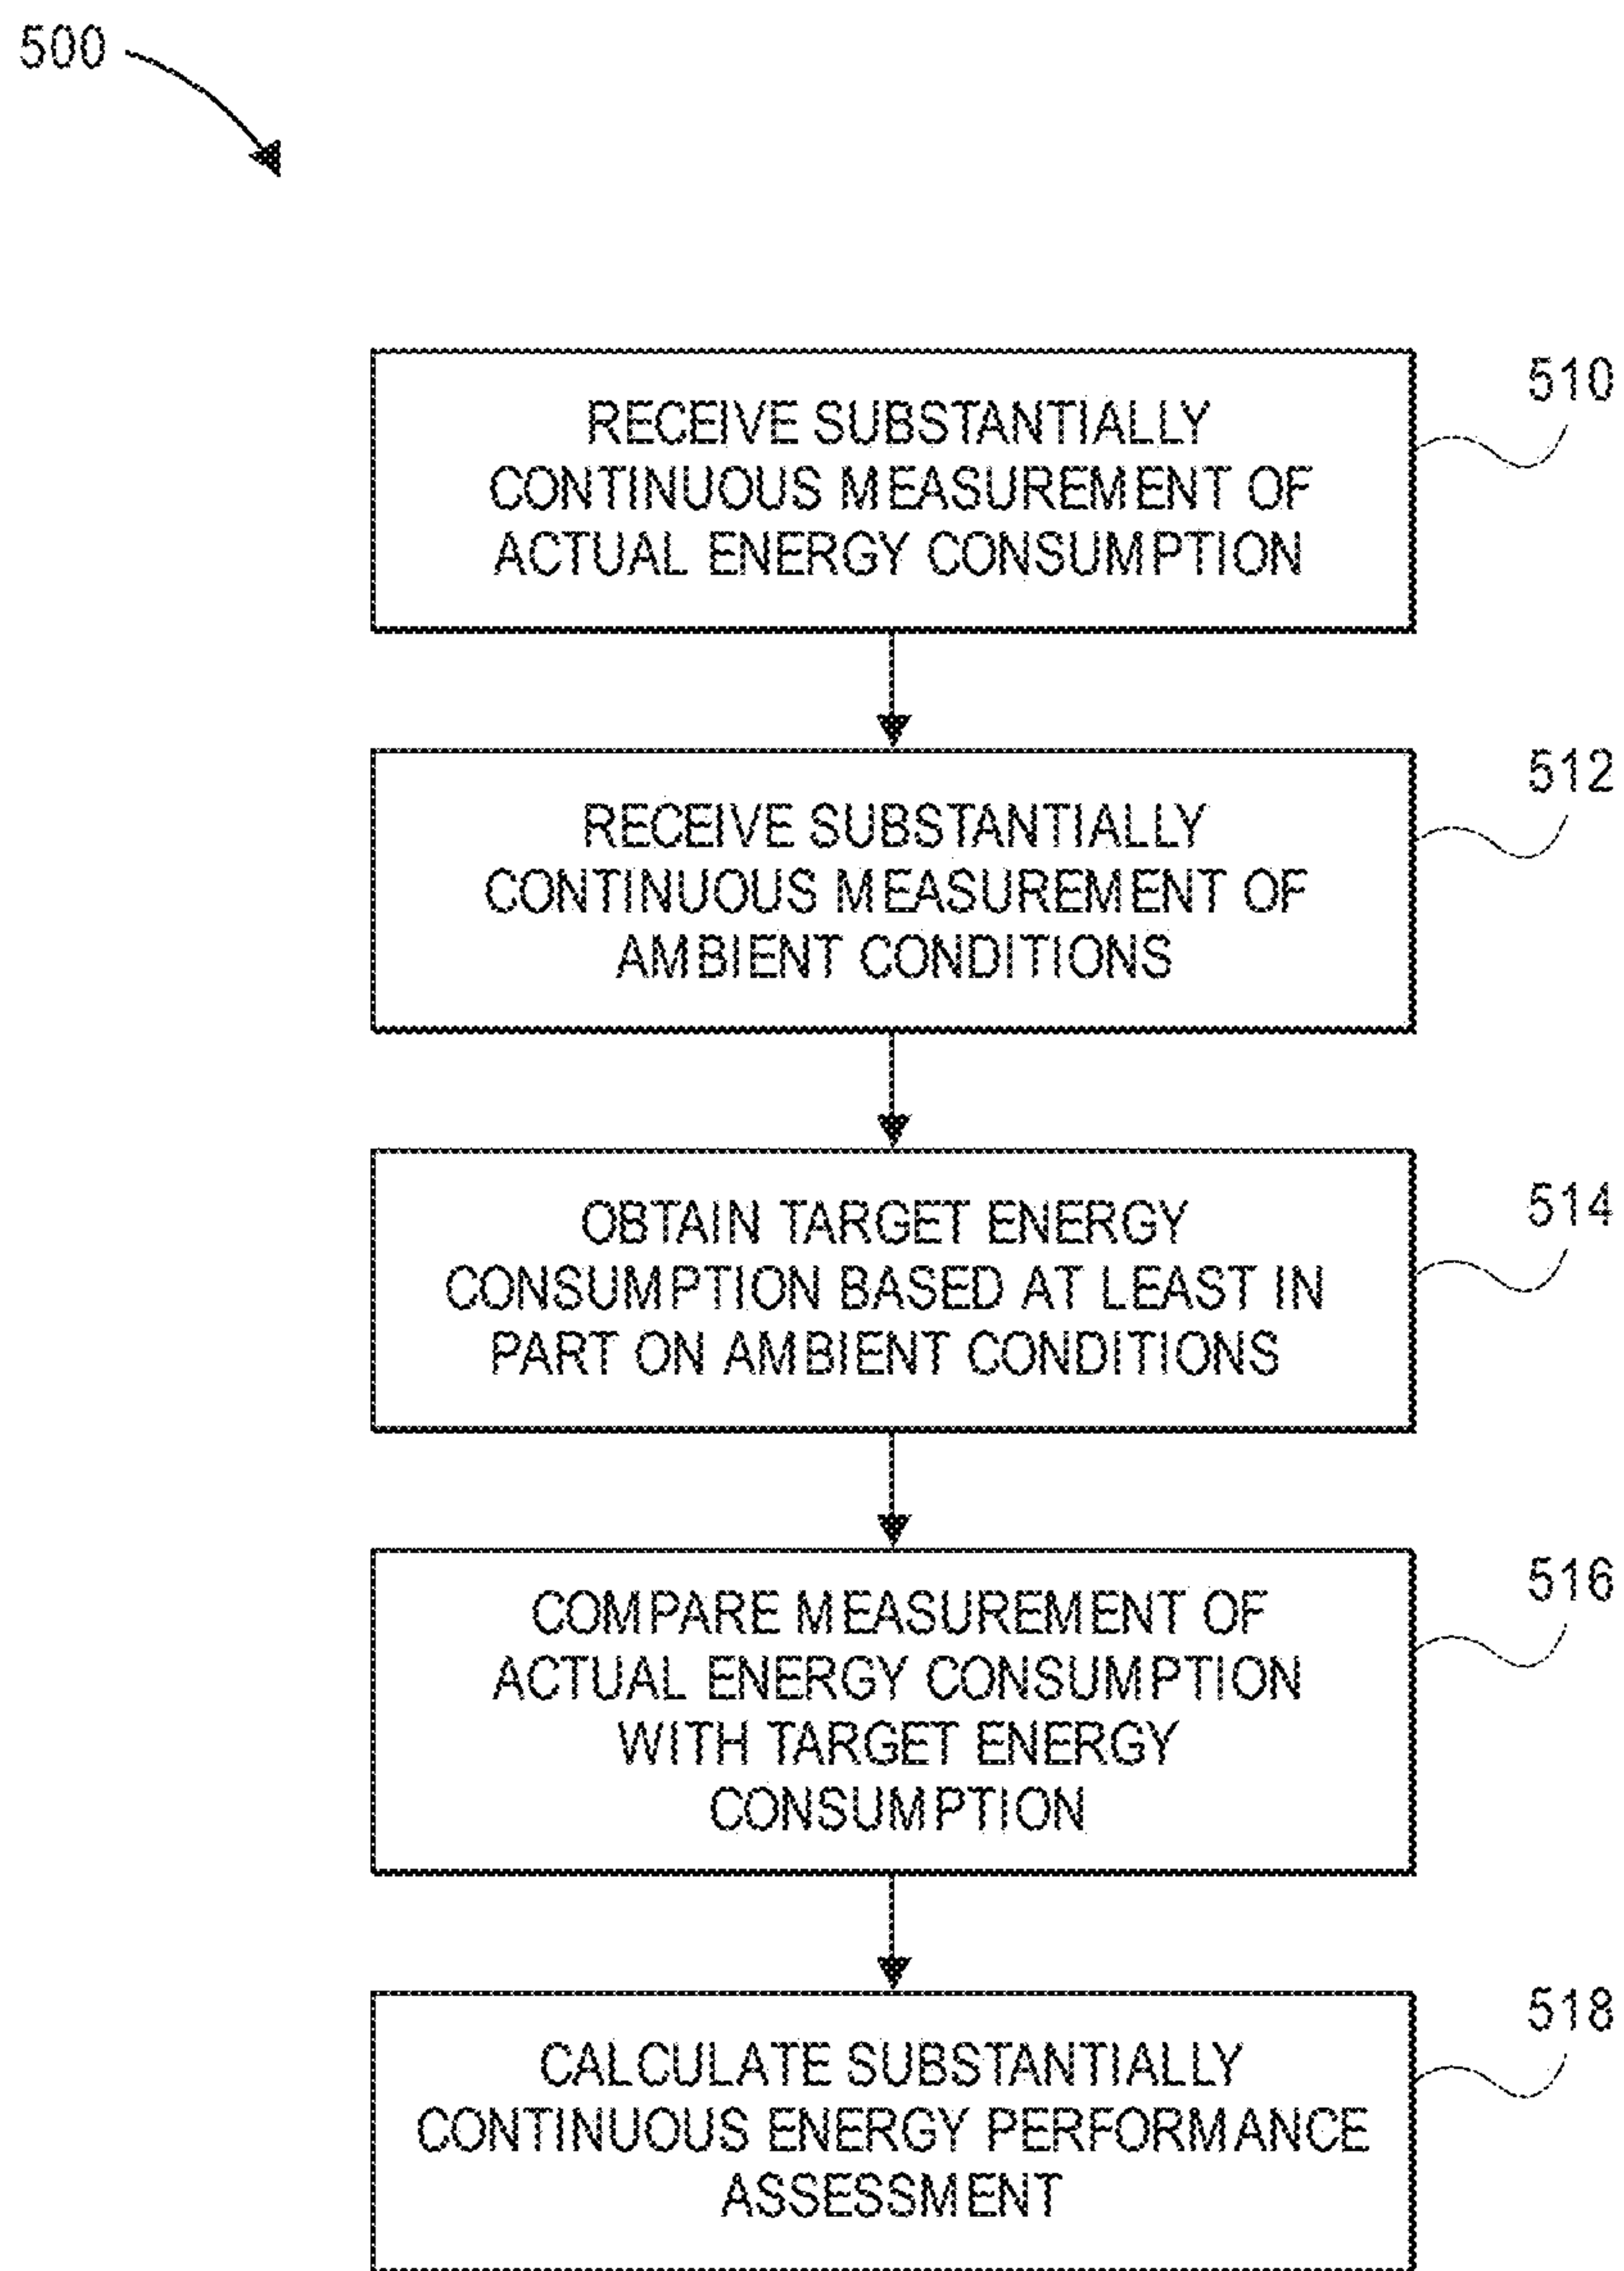 500
RECEIVE SUBSTANTIALLY
CONTINUOUS MEASUREMENT OF
ACTUAL ENERGY CONSUMPTION
510
RECEIVE SUBSTANTIALLY
CONTINUOUS MEASUREMENT OF
AMBIENT CONDITIONS
512
OBTAIN TARGET ENERGY
CONSUMPTION BASED AT LEAST IN
PART ON AMBIENT CONDITIONS
514
COMPARE MEASUREMENT OF
ACTUAL ENERGY CONSUMPTION
WITH TARGET ENERGY
CONSUMPTION
516
CALCULATE SUBSTANTIALLY
CONTINUOUS ENERGY PERFORMANCE
ASSESSMENT
518